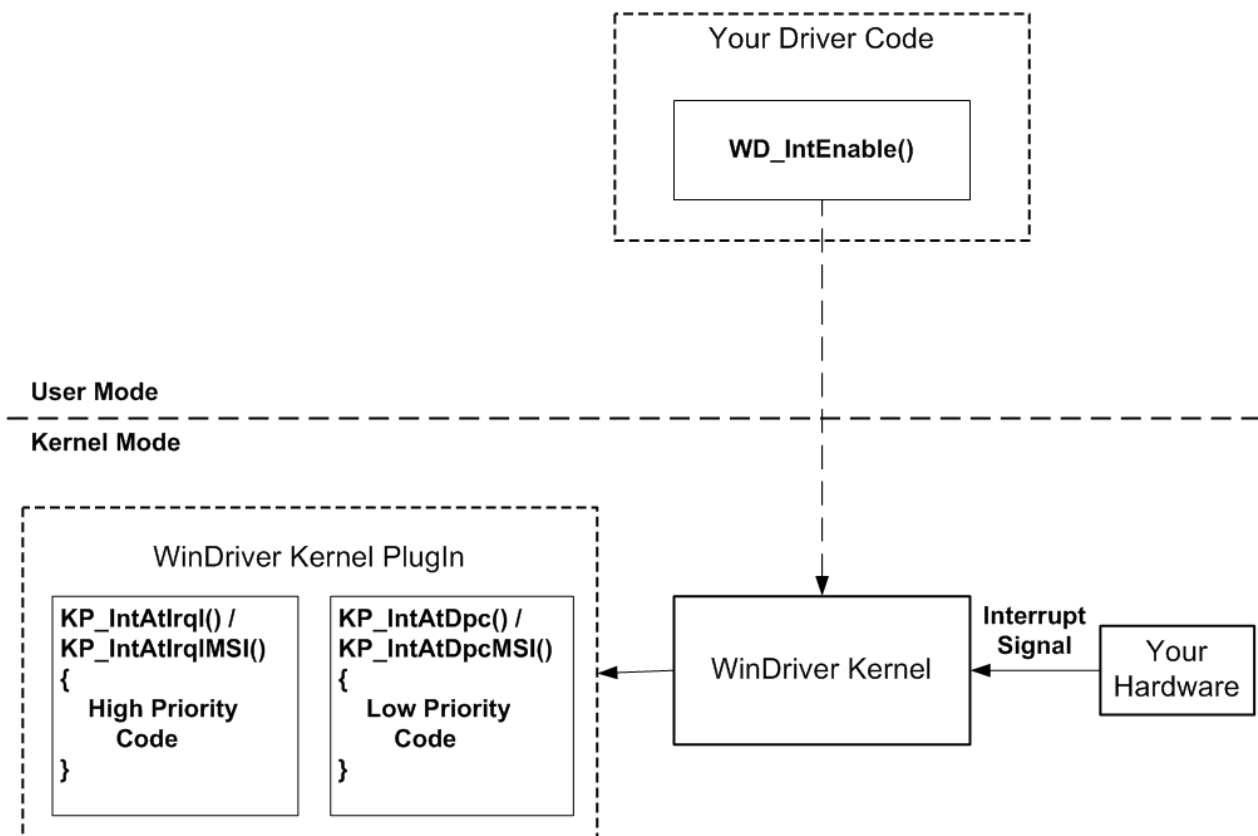 Your Driver Code
WD_IntEnable()
User Mode
Kernel Mode
WinDriver Kernel PlugIn
KP_IntAtIrql() /
KP_IntAtIrqlMSI()
{
High Priority
Code
}
KP_IntAtDpc() /
KP_IntAtDpcMSI()
{
Low Priority
Code
}
WinDriver Kernel
Interrupt
Signal
Your
Hardware